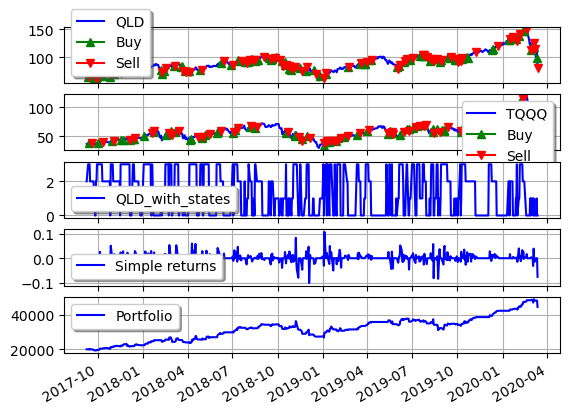 150
100
QLD
Buy
Sell
100
50
TQQQ
Buy
Sell
2
0
QLD_with_states
0.1
0.0
−0.1
Simple returns
40000
20000
Portfolio
2017-10
2018-01
2018-04
2018-07
2018-10
2019-01
2019-04
2019-07
2019-10
2020-01
2020-04